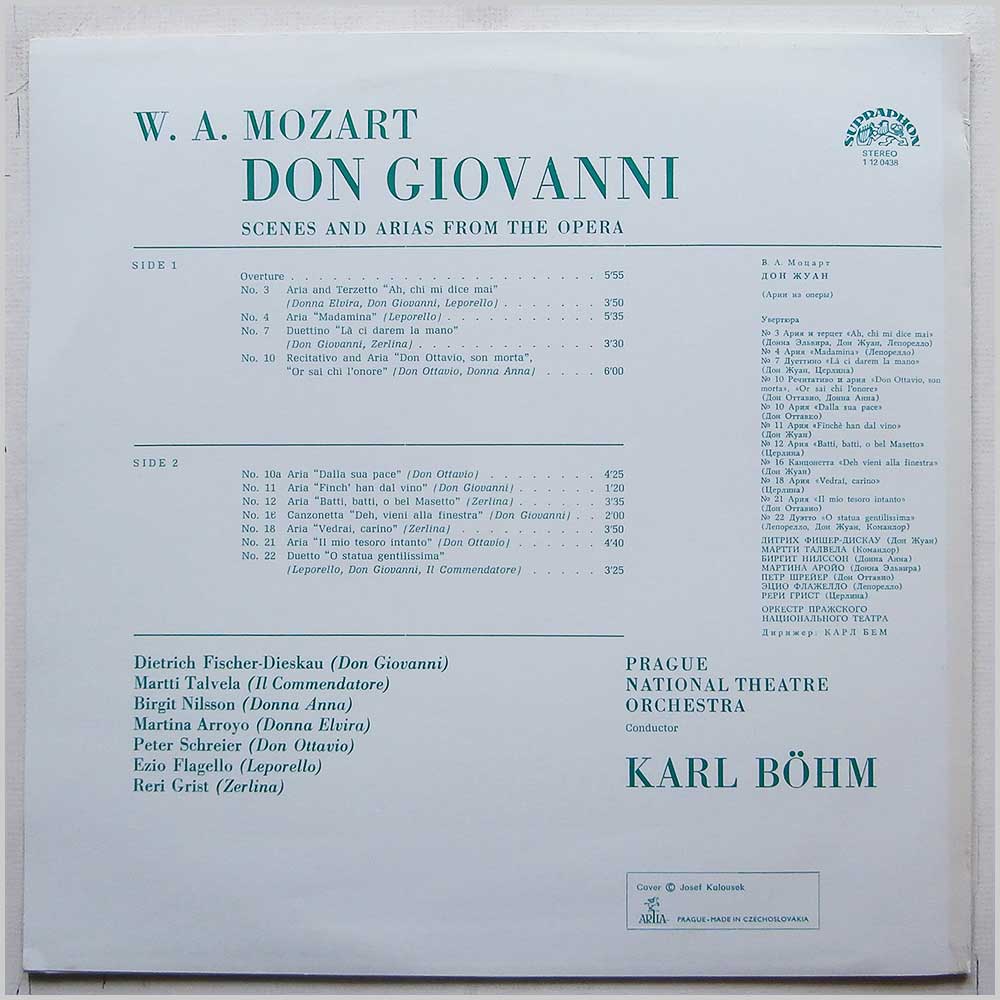 W. A. MOZART
DON GIOVANNI
SCENES AND ARIAS FROM THE OPERA
SUPRAPHON
STEREO
1 12 0438
SIDE 1
Overture . . . . . . . . . . . . . . . . . . . . . . 5'55
No. 3 Aria and Terzetto “Ah, chi mi dice mai”
(Donna Elvira, Don Giovanni, Leporello) . . . . . . . 3'50
No. 4 Aria “Madamina” (Leporello) . . . . . . . . . . . 5'35
No. 7 Duettino “Là ci darem la mano”
(Don Giovanni, Zerlina) . . . . . . . . . . . . . 3'30
No. 10 Recitativo and Aria “Don Ottavio, son morta”,
“Or sai chi l'onore” (Don Ottavio, Donna Anna) . . . . 6'00
SIDE 2
No. 10a Aria “Dalla sua pace” (Don Ottavio) . . . . . . . . 4'25
No. 11 Aria “Finch' han dal vino” (Don Giovanni) . . . . . . 1'20
No. 12 Aria “Batti, batti, o bel Masetto” (Zerlina) . . . . . . 3'35
No. 16 Canzonetta “Deh, vieni alla finestra” (Don Giovanni) . . 2'00
No. 18 Aria “Vedrai, carino” (Zerlina) . . . . . . . . . . 3'50
No. 21 Aria “Il mio tesoro intanto” (Don Ottavio) . . . . . . 4'40
No. 22 Duetto “O statua gentilissima”
(Leporello, Don Giovanni, Il Commendatore) . . . . . 3'25
В. А. Моцарт
ДОН ЖУАН
(Арии из оперы)
Увертюра
№ 3 Ария и терцет «Ah, chi mi dice mai»
(Донна Эльвира, Дон Жуан, Лепорелло)
№ 4 Ария «Madamina» (Лепорелло)
№ 7 Дуеттино «Là ci darem la mano»
(Дон Жуан, Церлина)
№ 10 Речитативо и ария «Don Ottavio, son
morta», «Or sai chi l'onore»
(Дон Оттавио, Донна Анна)
№ 10 Ария «Dalla sua pace»
(Дон Оттавио)
№ 11 Ария «Finchè han dal vino»
(Дон Жуан)
№ 12 Ария «Batti, batti, o bel Masetto»
(Церлина)
№ 16 Канцонетта «Deh vieni alla finestra»
(Дон Жуан)
№ 18 Ария «Vedrai, carino»
(Церлина)
№ 21 Ария «Il mio tesoro intanto»
(Дон Оттавио)
№ 22 Дуэтто «O statua gentilissima»
(Лепорелло, Дон Жуан, Командор)
ДИТРИХ ФИШЕР-ДИСКАУ (Дон Жуан)
МАРТТИ ТАЛВЕЛА (Командор)
БИРГИТ НИЛССОН (Донна Анна)
МАРТИНА АРОЙО (Донна Эльвира)
ПЕТР ШРЕЙЕР (Дон Оттавио)
ЭЦИО ФЛАЖЕЛЛО (Лепорелло)
РЕРИ ГРИСТ (Церлина)
ОРКЕСТР ПРАЖСКОГО
НАЦИОНАЛЬНОГО ТЕАТРА
Дирижер: КАРЛ БЕМ
Dietrich Fischer-Dieskau (Don Giovanni)
Martti Talvela (Il Commendatore)
Birgit Nilsson (Donna Anna)
Martina Arroyo (Donna Elvira)
Peter Schreier (Don Ottavio)
Ezio Flagello (Leporello)
Reri Grist (Zerlina)
PRAGUE
NATIONAL THEATRE
ORCHESTRA
Conductor
KARL BÖHM
Cover © Josef Kalousek
ARTIA PRAGUE-MADE IN CZECHOSLOVAKIA